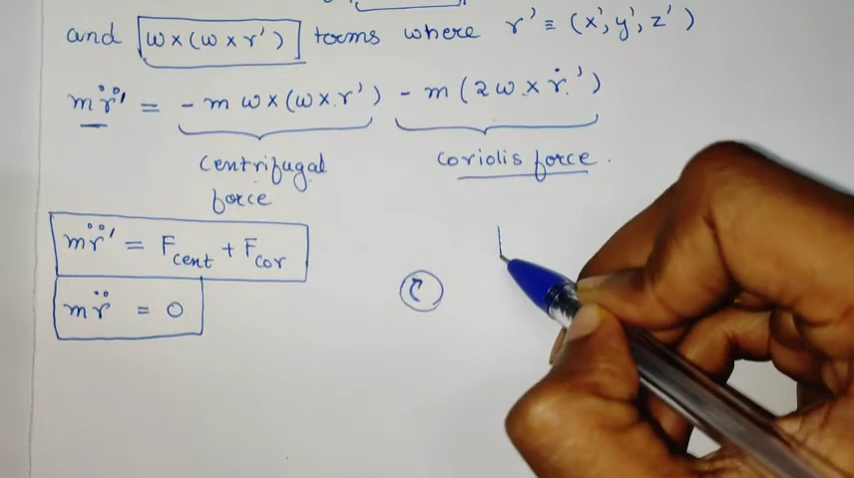 and ω×(ω×r') terms where r' ≡ (x', y', z')
mr̈' = - m ω×(ω×r') - m (2ω × ṙ')
centrifugal force
coriolis force.
mr̈' = F_cent + F_cor
mr̈ = 0